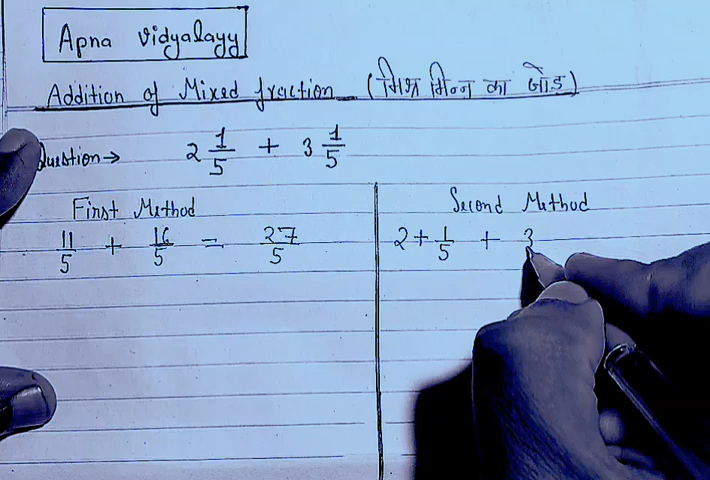 Apna Vidyalayy
Addition of Mixed fraction (मिश्र भिन्न का जोड़)
Question → 2 1/5 + 3 1/5
First Method
11/5 + 16/5 = 27/5
Second Method
2 + 1/5 + 3